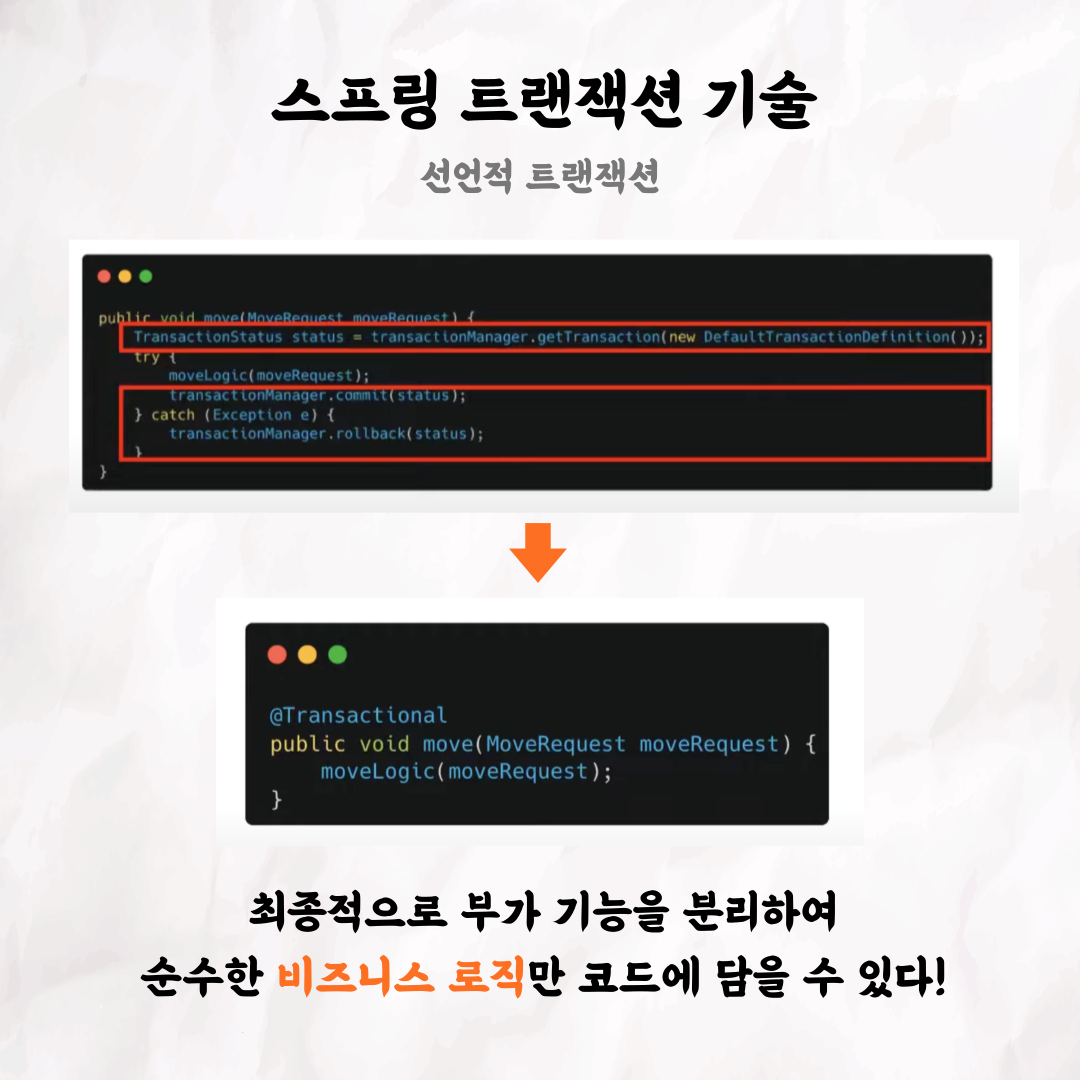 스프링 트랜잭션 기술
선언적 트랜잭션
public void move(MoveRequest moveRequest) {
TransactionStatus status = transactionManager.getTransaction(new DefaultTransactionDefinition());
try {
moveLogic(moveRequest);
transactionManager.commit(status);
} catch (Exception e) {
transactionManager.rollback(status);
}
}
@Transactional
public void move(MoveRequest moveRequest) {
moveLogic(moveRequest);
}
최종적으로 부가 기능을 분리하여
순수한 비즈니스 로직만 코드에 담을 수 있다!